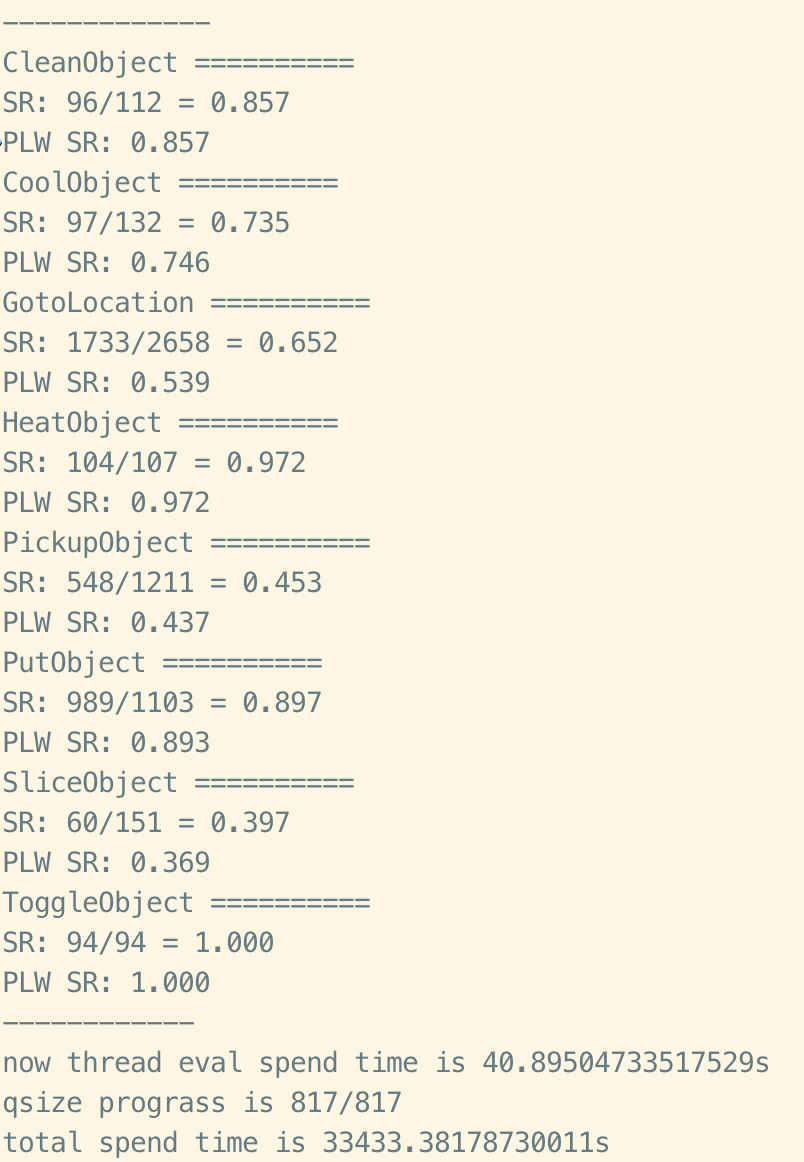 -------------
CleanObject ==========
SR: 96/112 = 0.857
PLW SR: 0.857
CoolObject ==========
SR: 97/132 = 0.735
PLW SR: 0.746
GotoLocation ==========
SR: 1733/2658 = 0.652
PLW SR: 0.539
HeatObject ==========
SR: 104/107 = 0.972
PLW SR: 0.972
PickupObject ==========
SR: 548/1211 = 0.453
PLW SR: 0.437
PutObject ==========
SR: 989/1103 = 0.897
PLW SR: 0.893
SliceObject ==========
SR: 60/151 = 0.397
PLW SR: 0.369
ToggleObject ==========
SR: 94/94 = 1.000
PLW SR: 1.000
------------
now thread eval spend time is 40.89504733517529s
qsize prograss is 817/817
total spend time is 33433.38178730011s